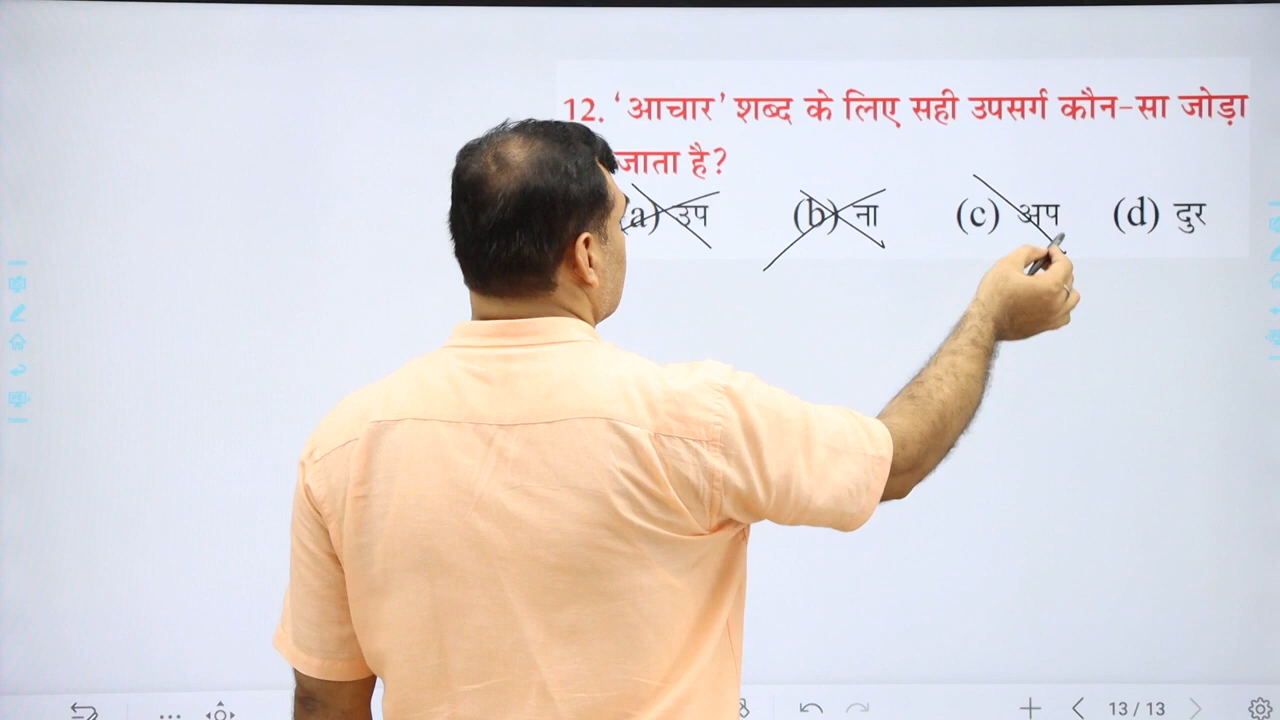 12. ‘आचार’ शब्द के लिए सही उपसर्ग कौन-सा जोड़ा
जाता है?
(a) उप (b) ना (c) अप (d) दुर
13 / 13